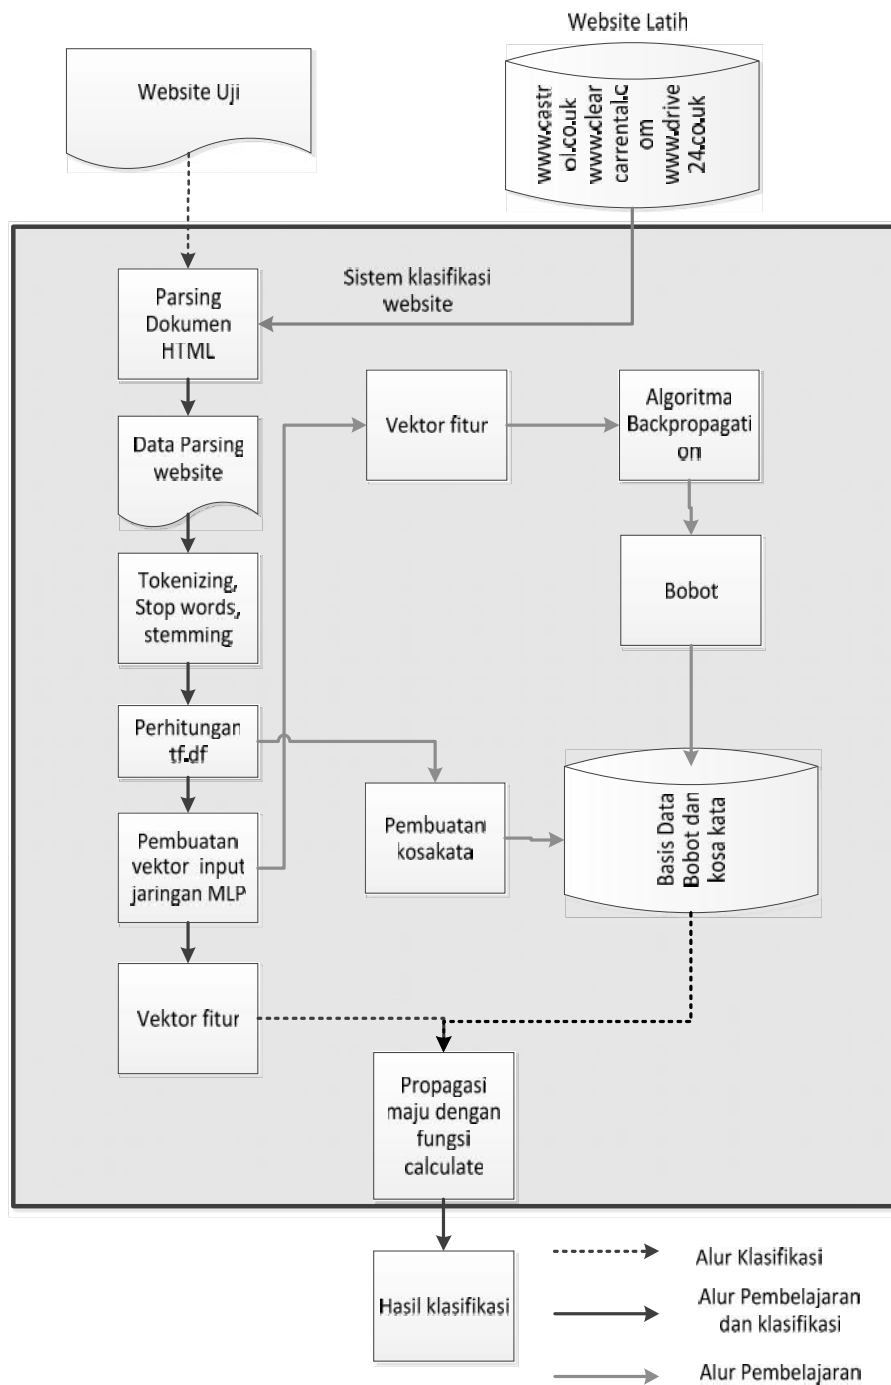 Website Latih
Website Uji
www.castr
ol.co.uk
www.clear
carrental.c
om
www.drive
24.co.uk
Sistem klasifikasi
website
Parsing
Dokumen
HTML
Vektor fitur
Algoritma
Backpropagati
on
Data Parsing
website
Tokenizing,
Stop words,
stemming
Bobot
Perhitungan
tf.df
Pembuatan
kosakata
Basis Data
Bobot dan
kosa kata
Pembuatan
vektor input
jaringan MLP
Vektor fitur
Propagasi
maju dengan
fungsi
calculate
Hasil klasifikasi
Alur Klasifikasi
Alur Pembelajaran
dan klasifikasi
Alur Pembelajaran